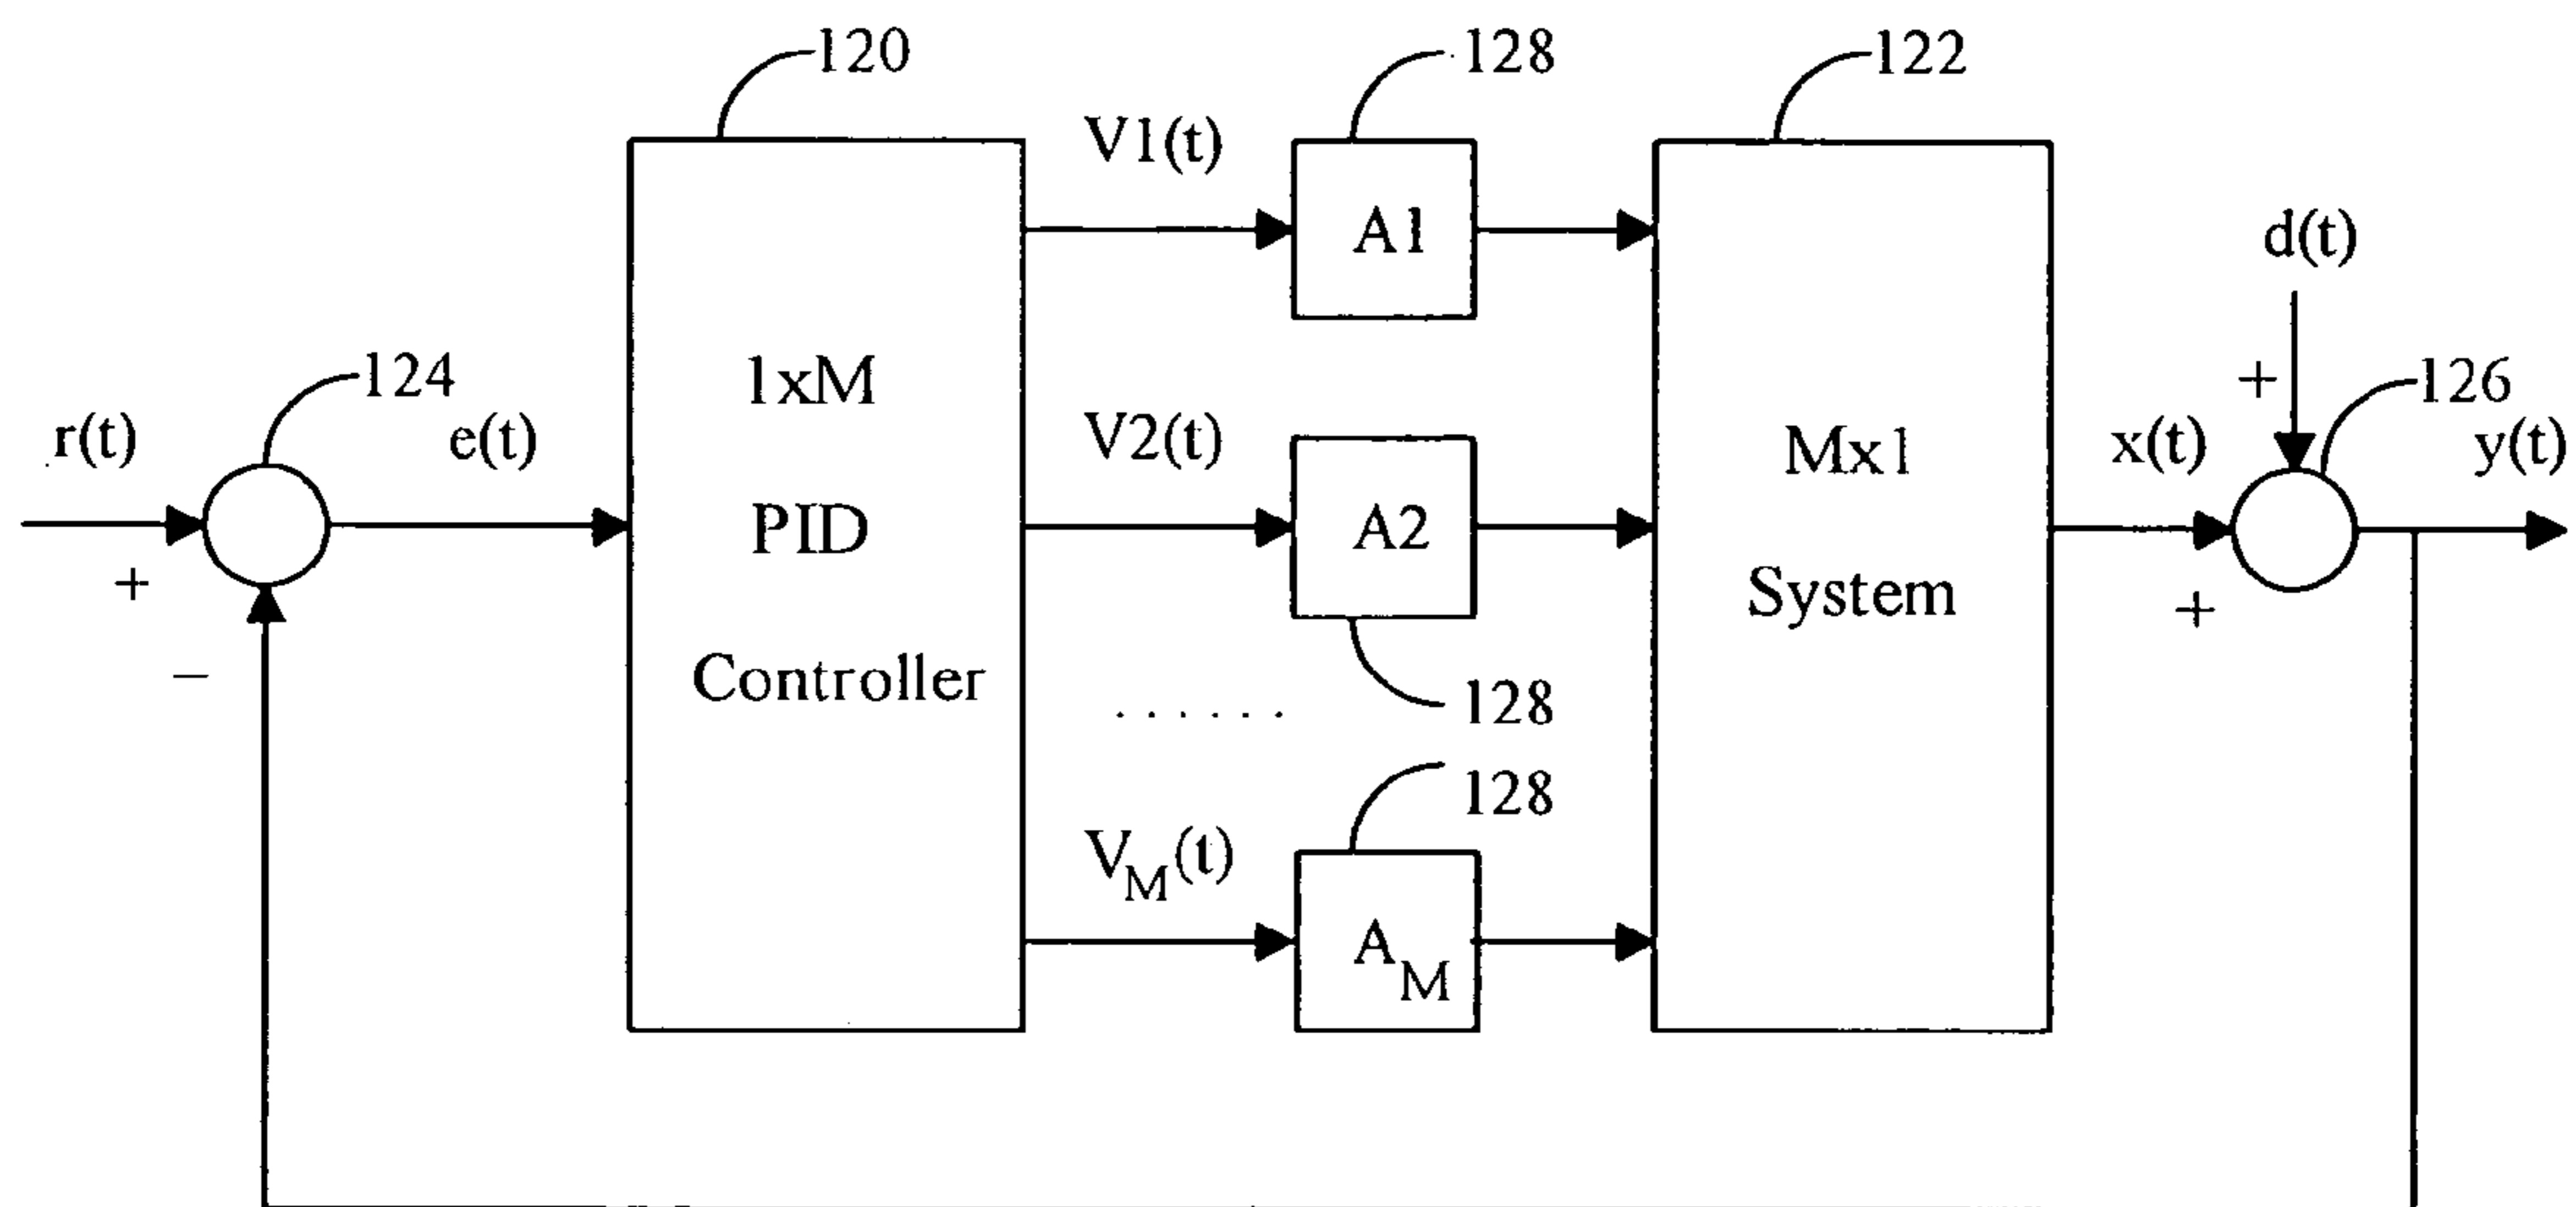 120
128
122
V1(t)
A1
d(t)
124
1xM
+
126
r(t)
e(t)
V2(t)
Mx1
x(t)
y(t)
PID
A2
+
System
+
−
Controller
128
......
128
V_M(t)
A_M